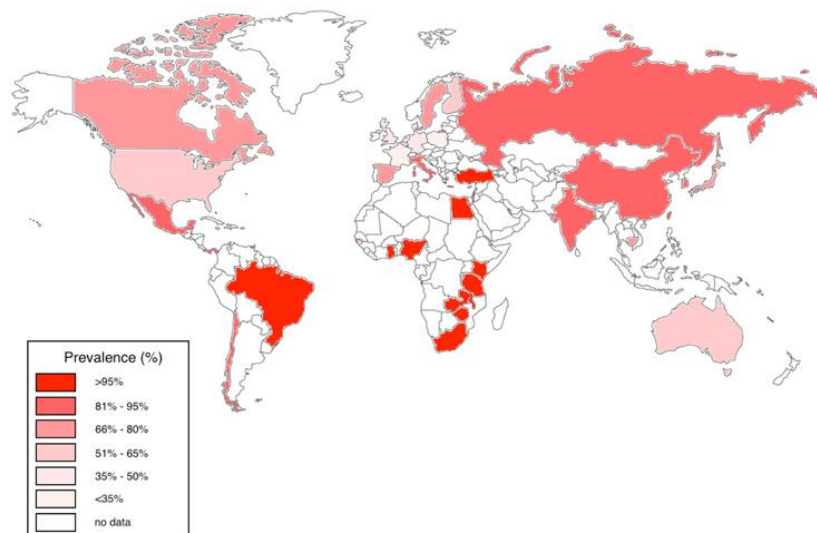 Prevalence (%)
>95%
81% - 95%
66% - 80%
51% - 65%
35% - 50%
<35%
no data